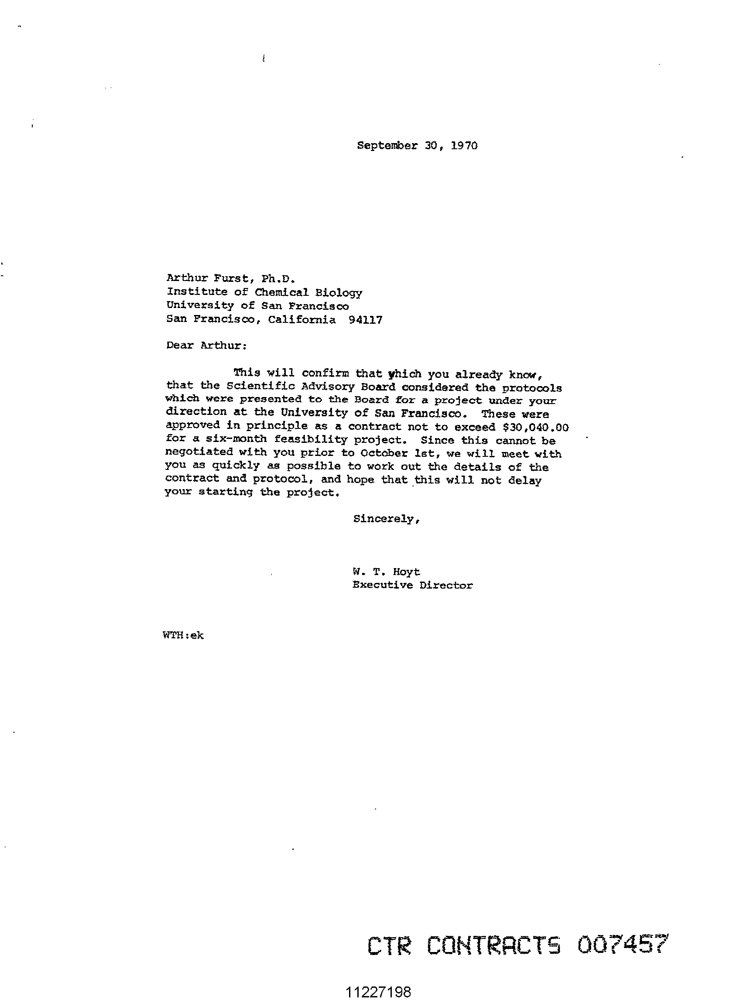 September 30, 1970
Arthur Furst, Ph.D.
Institute of Chemical Biology
University of San Francisco
San Francisco, California 94117
Dear Arthur:
This will confirm that which you already know,
that the Scientific Advisory Board considered the protocols
which were presented to the Board for a project under your
direction at the University of San Francisco. These were
approved in principle as a contract not to exceed $30,040.00
for a six-month feasibility project. Since this cannot be
negotiated with you prior to October 1st, we will meet with
you as quickly as possible to work out the details of the
contract and protocol, and hope that this will not delay
your starting the project.
Sincerely,
W. T. Hoyt
Executive Director
WTH:ek
CTR CONTRACTS 007457
11227198